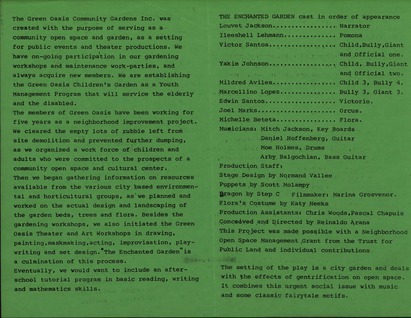 The Green Oasis Community Gardens Inc. was
created with the purpose of serving as a
community open space and garden, as a setting
for public events and theater productions. We
have on-going participation in our gardening
workshops and maintenance work-parties, and
always acquire new members. We are establishing
the Green Oasis Children's Garden as a Youth
Management Program that will service the elderly
and the disabled.
The members of Green Oasis have been working for
five years as a neighborhood improvement project.
We cleared the empty lots of rubble left from
site demolition and prevented further dumping,
as we organized a work force of children and
adults who were committed to the prospects of a
community open space and cultural center.
Then we began gathering information on resources
available from the various city based environmen-
tal and horticultural groups, as we planned and
worked on the actual design and landscaping of
the garden beds, trees and flora. Besides the
gardening workshops, we also initiated the Green
Oasis Theater and Art Workshops in drawing,
painting,maskmaking,acting, improvisation, play-
writing and set design. "The Enchanted Garden" is
a culmination of this process.
Eventually, we would want to include an after-
school tutorial program in basic reading, writing
and mathematics skills.
THE ENCHANTED GARDEN cast in order of appearance
Louvet Jackson................ Narrator
Ileeshell Lehmann............. Pomona
Victor Santos................. Child,Bully,Giant
and Official one.
Yakim Johnson................. Child, Bully,Giant
and Official two.
Mildred Aviles................ Child 3, Bully 4.
Marcellino Lopes.............. Bully 3, Giant 3.
Edwin Santos.................. Victorio.
Joel Marks.................... Orcus.
Michelle Beteta............... Flora.
Musicians: Mitch Jackson, Key Boards
Daniel Hoffenberg, Guitar
Moe Holmes, Drums
Arby Balgochian, Bass Guitar
Production Staff:
Stage Design by Normand Vallee
Puppets by Scott Molampy
Dragon by Step C Filmmaker: Marina Grosvenor.
Flora's Costume by Katy Meeks
Production Assistants: Chris Woods,Pascal Chapuis
Conceived and Directed by Reinaldo Arana
This Project was made possible with a Neighborhood
Open Space Management Grant from the Trust for
Public Land and individual contributions
The setting of the play is a city garden and deals
with the effects of gentrification on open space.
It combines this urgent social issue with music
and some classic fairytale motifs.